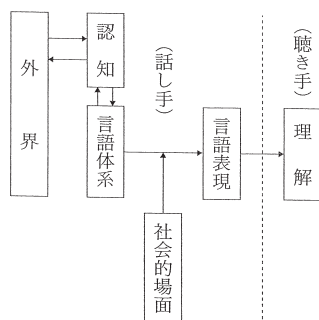 外界
認知
言語体系
（話し手）
社会的場面
言語表現
（聴き手）
理解